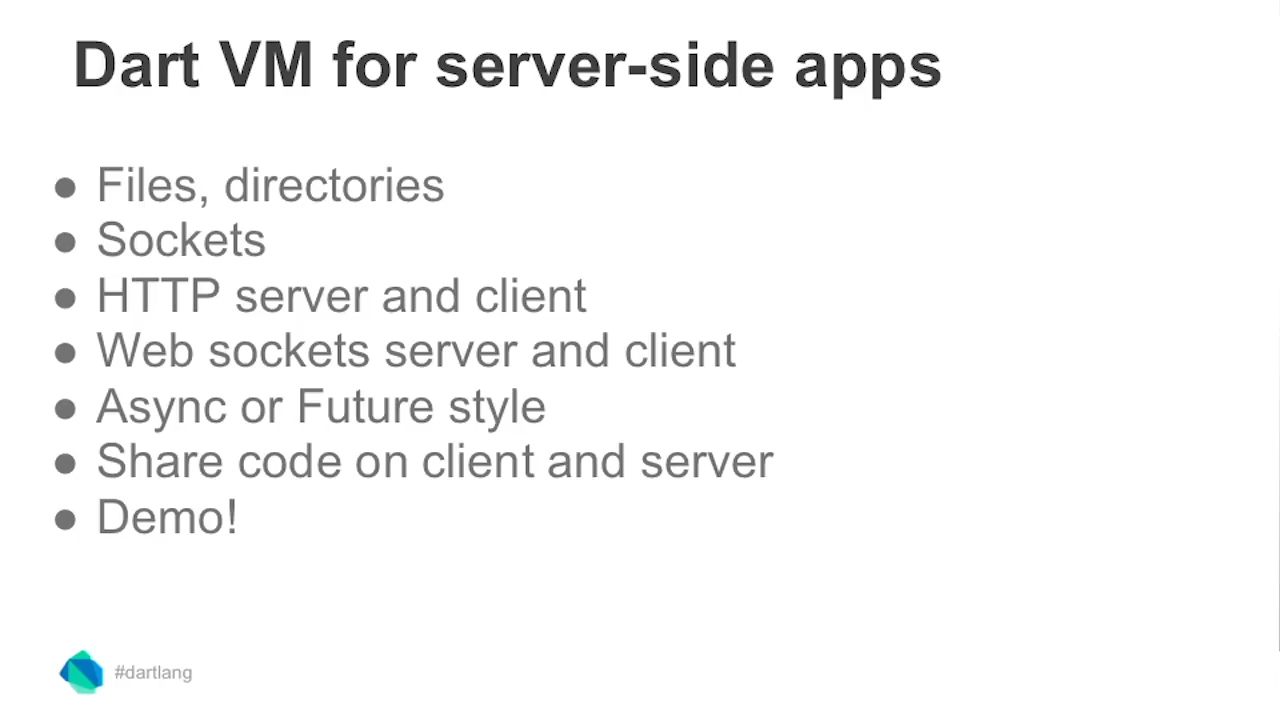 Dart VM for server-side apps
● Files, directories
● Sockets
● HTTP server and client
● Web sockets server and client
● Async or Future style
● Share code on client and server
● Demo!
#dartlang